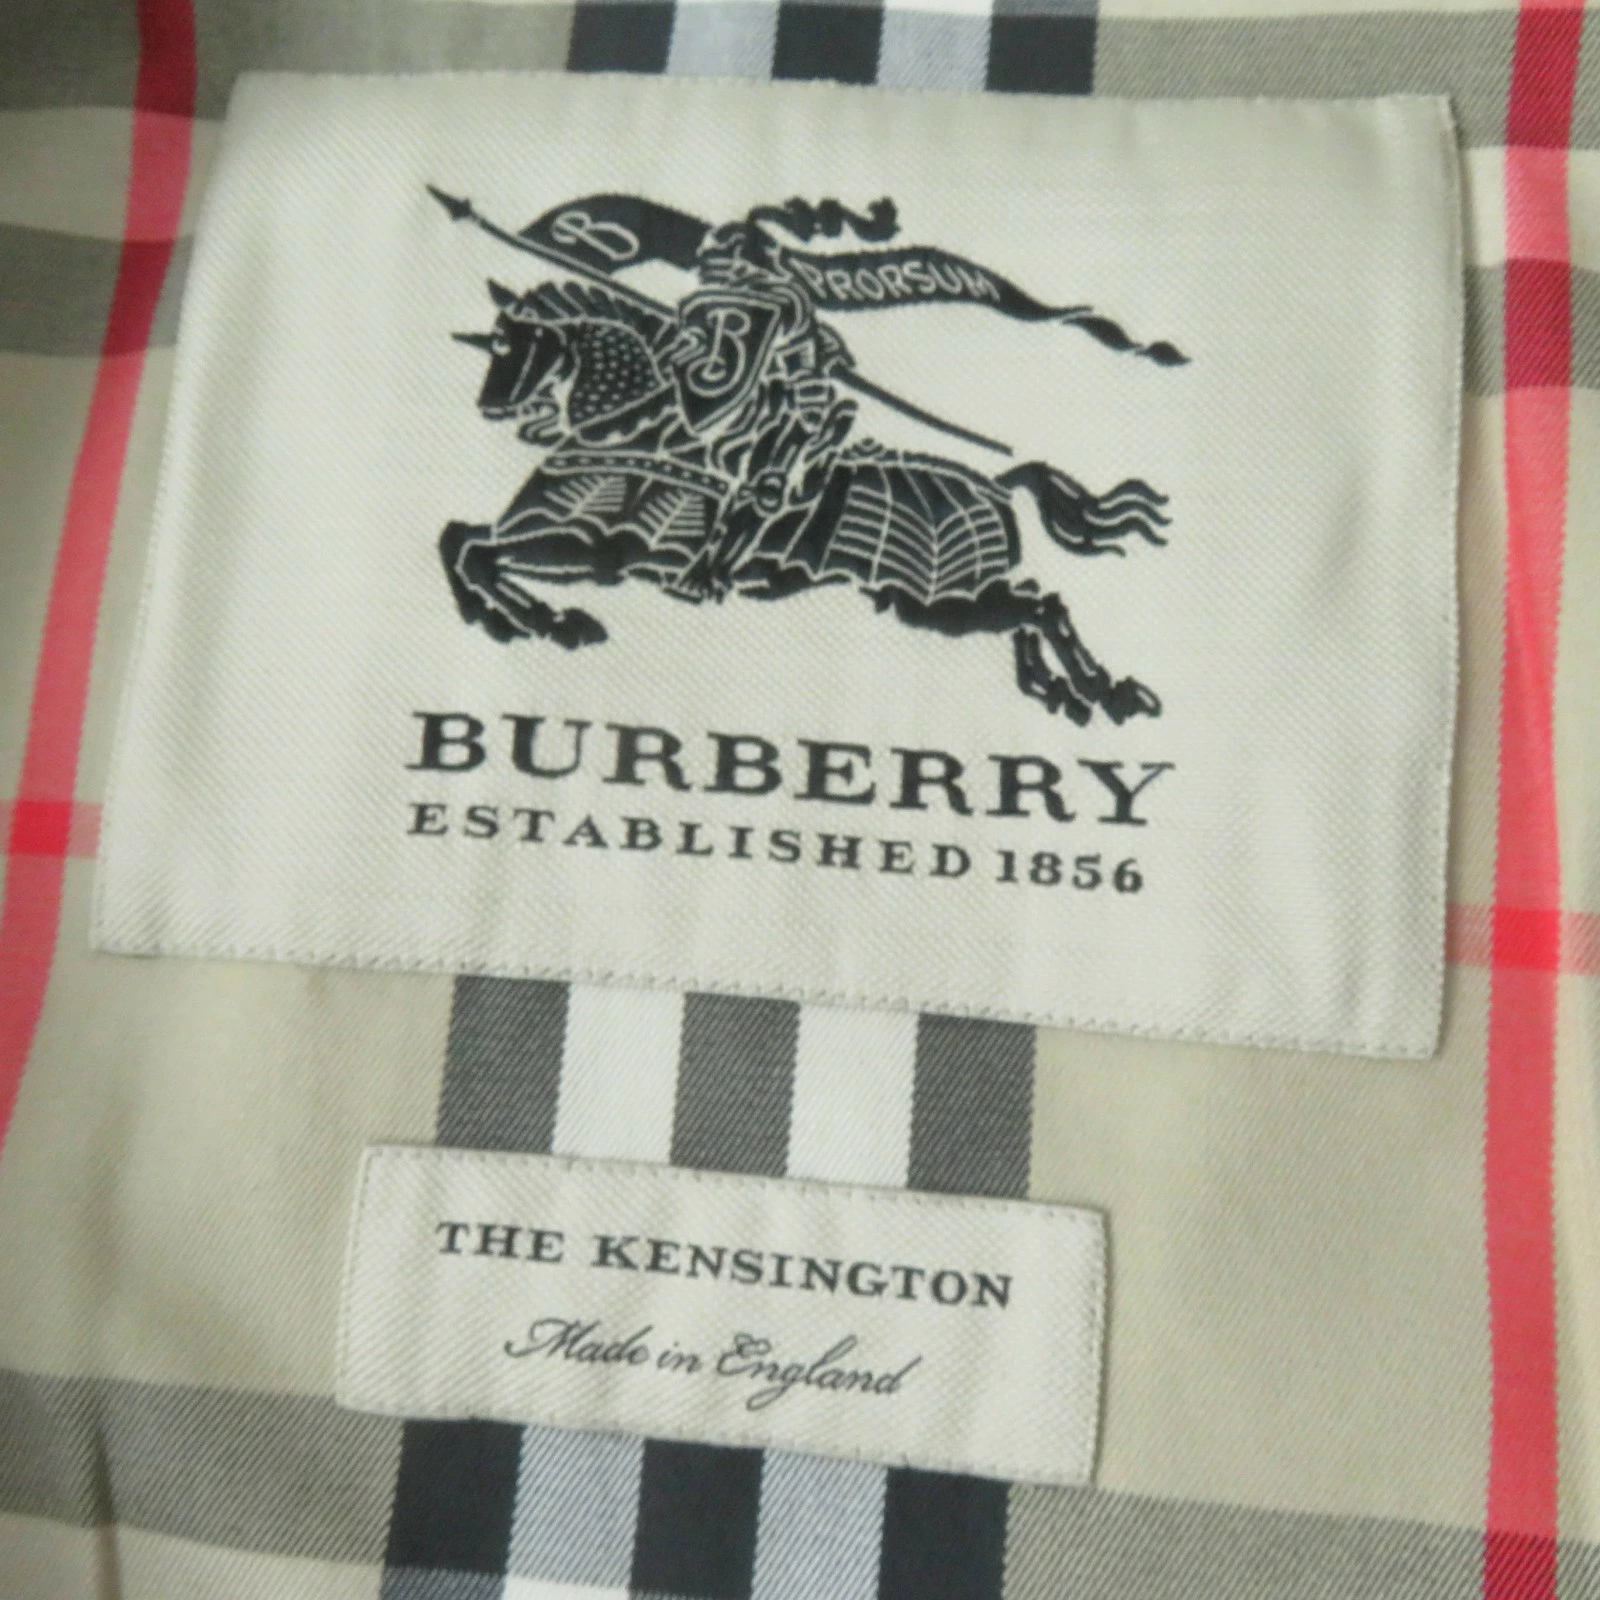 B
PRORSUM
B
BURBERRY
ESTABLISHED 1856
THE KENSINGTON
Made in England